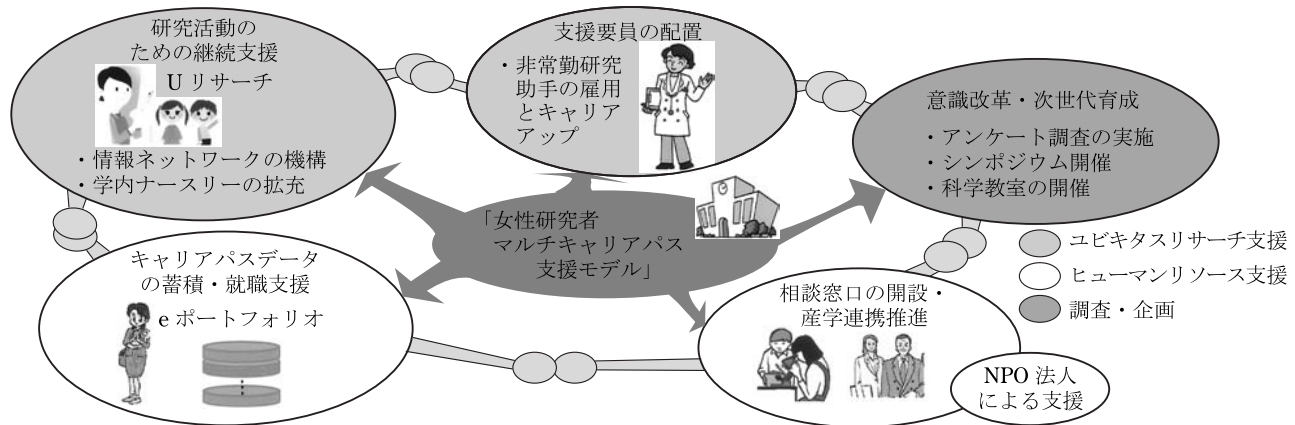 研究活動の
ための継続支援
Uリサーチ
・情報ネットワークの機構
・学内ナースリーの拡充
支援要員の配置
・非常勤研究
助手の雇用
とキャリア
アップ
意識改革・次世代育成
・アンケート調査の実施
・シンポジウム開催
・科学教室の開催
「女性研究者
マルチキャリアパス
支援モデル」
キャリアパスデータ
の蓄積・就職支援
eポートフォリオ
相談窓口の開設・
産学連携推進
NPO法人
による支援
ユビキタスリサーチ支援
ヒューマンリソース支援
調査・企画